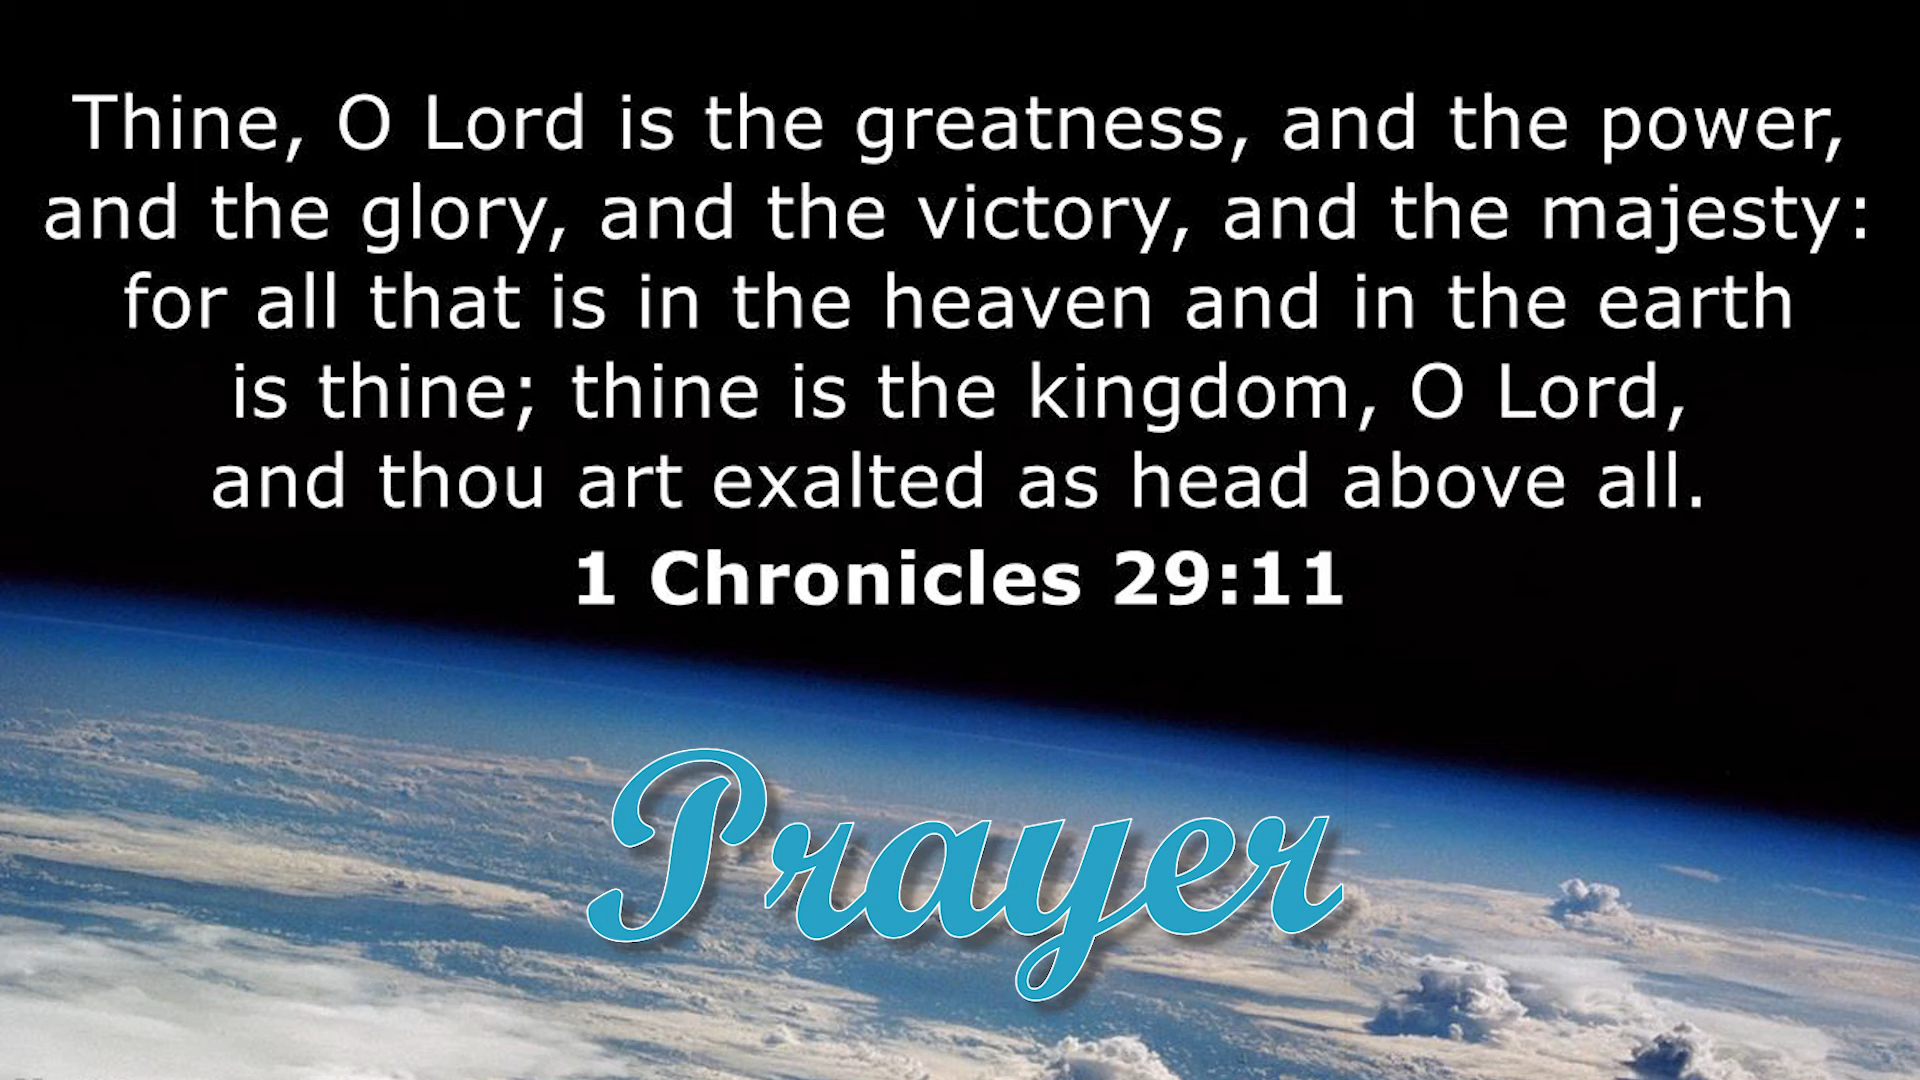 Thine, O Lord is the greatness, and the power,
and the glory, and the victory, and the majesty:
for all that is in the heaven and in the earth
is thine; thine is the kingdom, O Lord,
and thou art exalted as head above all.
1 Chronicles 29:11
Prayer